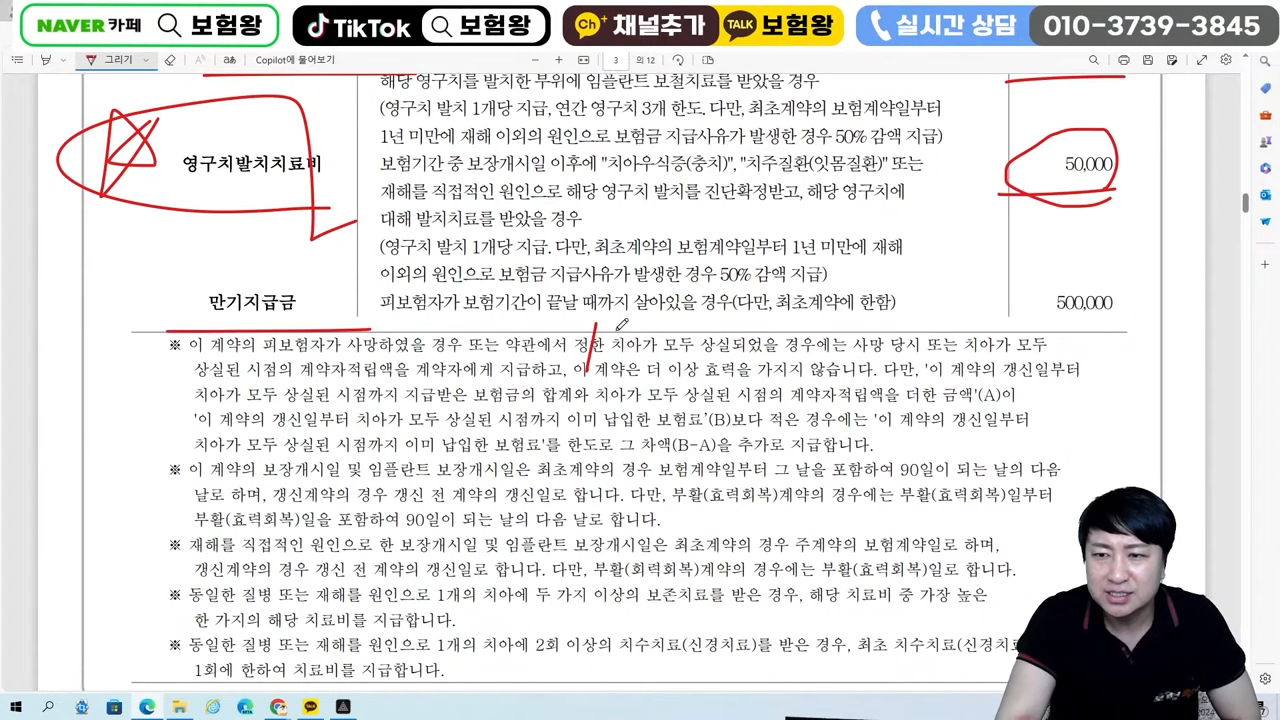 NAVER 카페 보험왕 TikTok 보험왕 Ch+ 채널추가 TALK 보험왕 실시간 상담 010-3739-3845
그리기 가ぁ Copilot에 물어보기 3 의 12
해당 영구치를 발치한 부위에 임플란트 보철치료를 받았을 경우
(영구치 발치 1개당 지급, 연간 영구치 3개 한도. 다만, 최초계약의 보험계약일부터
1년 미만에 재해 이외의 원인으로 보험금 지급사유가 발생한 경우 50% 감액 지급)
영구치발치치료비 보험기간 중 보장개시일 이후에 "치아우식증(충치)", "치주질환(잇몸질환)" 또는 50,000
재해를 직접적인 원인으로 해당 영구치 발치를 진단확정받고, 해당 영구치에
대해 발치치료를 받았을 경우
(영구치 발치 1개당 지급. 다만, 최초계약의 보험계약일부터 1년 미만에 재해
이외의 원인으로 보험금 지급사유가 발생한 경우 50% 감액 지급)
만기지급금 피보험자가 보험기간이 끝날 때까지 살아있을 경우(다만, 최초계약에 한함) 500,000
※ 이 계약의 피보험자가 사망하였을 경우 또는 약관에서 정한 치아가 모두 상실되었을 경우에는 사망 당시 또는 치아가 모두
상실된 시점의 계약자적립액을 계약자에게 지급하고, 이 계약은 더 이상 효력을 가지지 않습니다. 다만, '이 계약의 갱신일부터
치아가 모두 상실된 시점까지 지급받은 보험금의 합계와 치아가 모두 상실된 시점의 계약자적립액을 더한 금액'(A)이
'이 계약의 갱신일부터 치아가 모두 상실된 시점까지 이미 납입한 보험료'(B)보다 적은 경우에는 '이 계약의 갱신일부터
치아가 모두 상실된 시점까지 이미 납입한 보험료'를 한도로 그 차액(B-A)을 추가로 지급합니다.
※ 이 계약의 보장개시일 및 임플란트 보장개시일은 최초계약의 경우 보험계약일부터 그 날을 포함하여 90일이 되는 날의 다음
날로 하며, 갱신계약의 경우 갱신 전 계약의 갱신일로 합니다. 다만, 부활(효력회복)계약의 경우에는 부활(효력회복)일부터
부활(효력회복)일을 포함하여 90일이 되는 날의 다음 날로 합니다.
※ 재해를 직접적인 원인으로 한 보장개시일 및 임플란트 보장개시일은 최초계약의 경우 주계약의 보험계약일로 하며,
갱신계약의 경우 갱신 전 계약의 갱신일로 합니다. 다만, 부활(회력회복)계약의 경우에는 부활(효력회복)일로 합니다.
※ 동일한 질병 또는 재해를 원인으로 1개의 치아에 두 가지 이상의 보존치료를 받은 경우, 해당 치료비 중 가장 높은
한 가지의 해당 치료비를 지급합니다.
※ 동일한 질병 또는 재해를 원인으로 1개의 치아에 2회 이상의 치수치료(신경치료)를 받은 경우, 최초 치수치료(신경치료
1회에 한하여 치료비를 지급합니다.